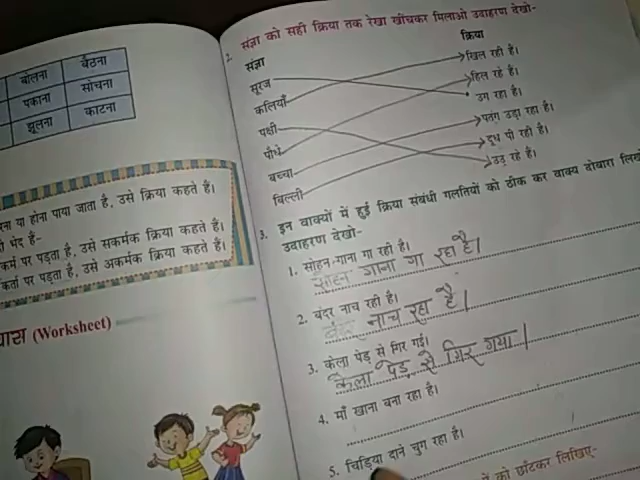 बोलना बैठना
पकाना सोचना
झूलना काटना
रना या होना पाया जाता है, उसे क्रिया कहते हैं।
भेद हैं-
कर्म पर पड़ता है, उसे सकर्मक क्रिया कहते हैं।
कर्ता पर पड़ता है, उसे अकर्मक क्रिया कहते हैं।
(Worksheet)
2. संज्ञा को सही क्रिया तक रेखा खींचकर मिलाओ उदाहरण देखो-
संज्ञा क्रिया
सूरज खिल रही है।
कलियाँ हिल रहे है।
पक्षी उग रहा है।
पौधे पतंग उड़ा रहा है।
बच्चा दूध पी रही है।
बिल्ली उड़ रहे है।
3. इन वाक्यों में हुई क्रिया संबंधी गलतियों को ठीक कर वाक्य दोबारा लिखो
उदाहरण देखो-
1. सोहन गाना गा रही है।
सोहन गाना गा रहा है।
2. बंदर नाच रही है।
बंदर नाच रहा है।
3. केला पेड़ से गिर गई।
केला पेड़ से गिर गया।
4. माँ खाना बना रहा है।
5. चिड़िया दाने चुग रहा है।
को छाँटकर लिखिए-